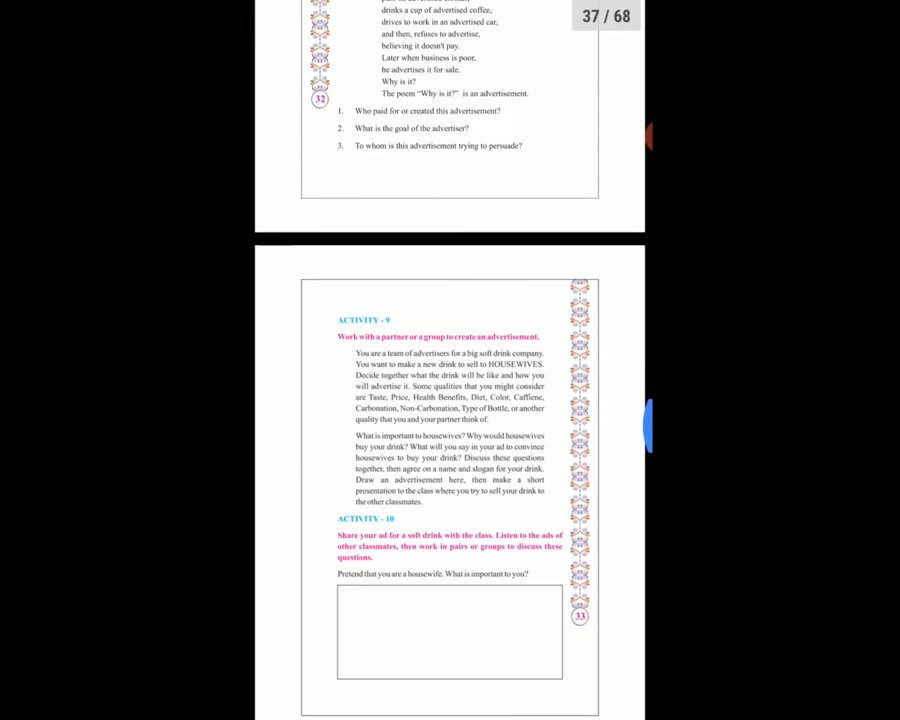 37 / 68
drinks a cup of advertised coffee,
drives to work in an advertised car,
and then, refuses to advertise,
believing it doesn't pay.
Later when business is poor,
he advertises it for sale.
Why is it?
The poem "Why is it?" is an advertisement.
32
1. Who paid for or created this advertisement?
2. What is the goal of the advertiser?
3. To whom is this advertisement trying to persuade?
ACTIVITY - 9
Work with a partner or a group to create an advertisement.
You are a team of advertisers for a big soft drink company.
You want to make a new drink to sell to HOUSEWIVES.
Decide together what the drink will be like and how you
will advertise it. Some qualities that you might consider
are Taste, Price, Health Benefits, Diet, Color, Caffiene,
Carbonation, Non-Carbonation, Type of Bottle, or another
quality that you and your partner think of.
What is important to housewives? Why would housewives
buy your drink? What will you say in your ad to convince
housewives to buy your drink? Discuss these questions
together, then agree on a name and slogan for your drink.
Draw an advertisement here, then make a short
presentation to the class where you try to sell your drink to
the other classmates.
ACTIVITY - 10
Share your ad for a soft drink with the class. Listen to the ads of
other classmates, then work in pairs or groups to discuss these
questions.
Pretend that you are a housewife. What is important to you?
33